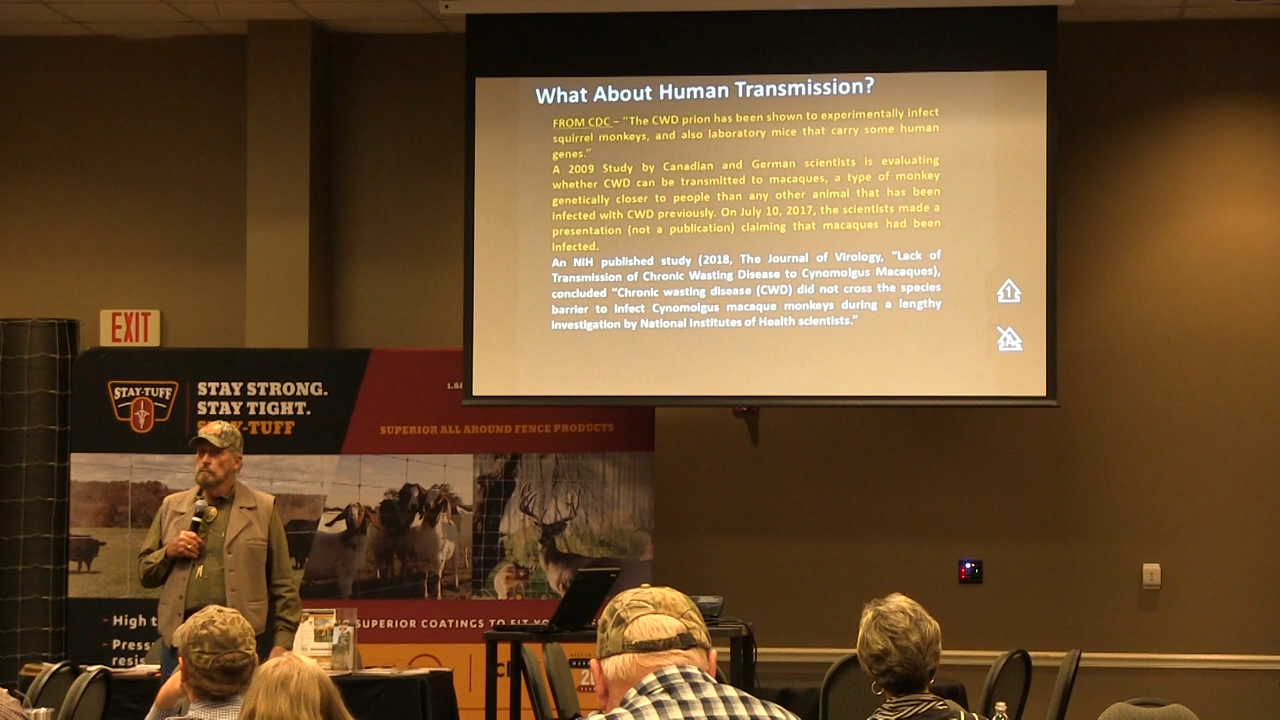 What About Human Transmission?
FROM CDC – “The CWD prion has been shown to experimentally infect
squirrel monkeys, and also laboratory mice that carry some human
genes.”
A 2009 Study by Canadian and German scientists is evaluating
whether CWD can be transmitted to macaques, a type of monkey
genetically closer to people than any other animal that has been
infected with CWD previously. On July 10, 2017, the scientists made a
presentation (not a publication) claiming that macaques had been
infected.
An NIH published study (2018, The Journal of Virology, “Lack of
Transmission of Chronic Wasting Disease to Cynomolgus Macaques),
concluded “Chronic wasting disease (CWD) did not cross the species
barrier to infect Cynomolgus macaque monkeys during a lengthy
investigation by National Institutes of Health scientists.”
1
A
EXIT
STAY-TUFF
STAY STRONG.
STAY TIGHT.
STAY-TUFF
SUPERIOR ALL AROUND FENCE PRODUCTS
- High
SUPERIOR COATINGS TO FIT